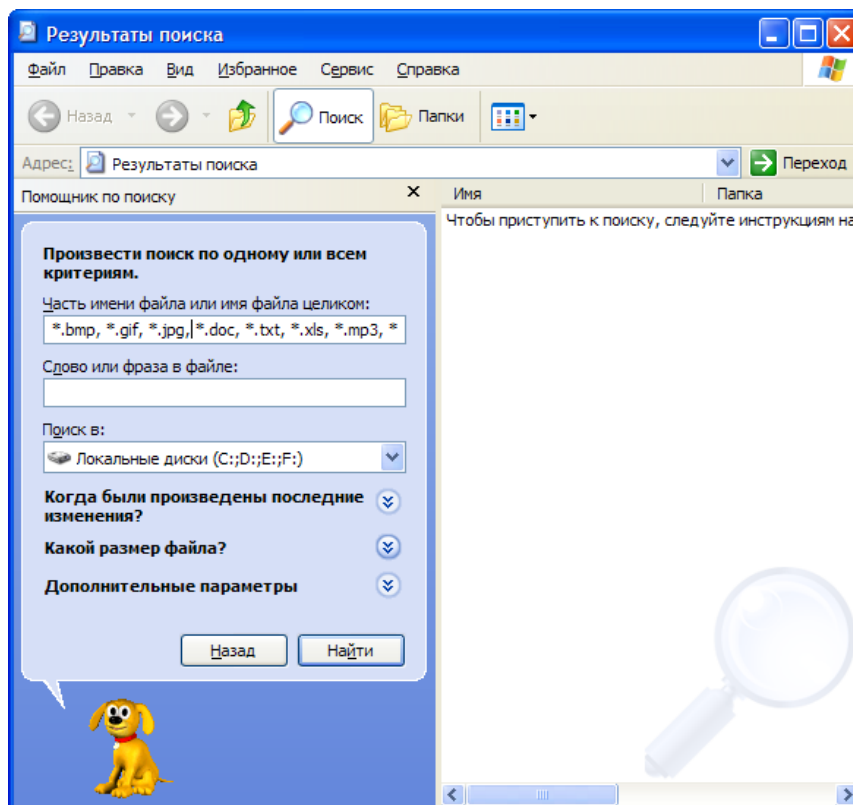 Результаты поиска
Файл Правка Вид Избранное Сервис Справка
Назад Поиск Папки
Адрес: Результаты поиска Переход
Помощник по поиску Имя Папка
Чтобы приступить к поиску, следуйте инструкциям на
Произвести поиск по одному или всем
критериям.
Часть имени файла или имя файла целиком:
*.bmp, *.gif, *.jpg, *.doc, *.txt, *.xls, *.mp3, *
Слово или фраза в файле:
Поиск в:
Локальные диски (C:;D:;E:;F:)
Когда были произведены последние
изменения?
Какой размер файла?
Дополнительные параметры
Назад Найти